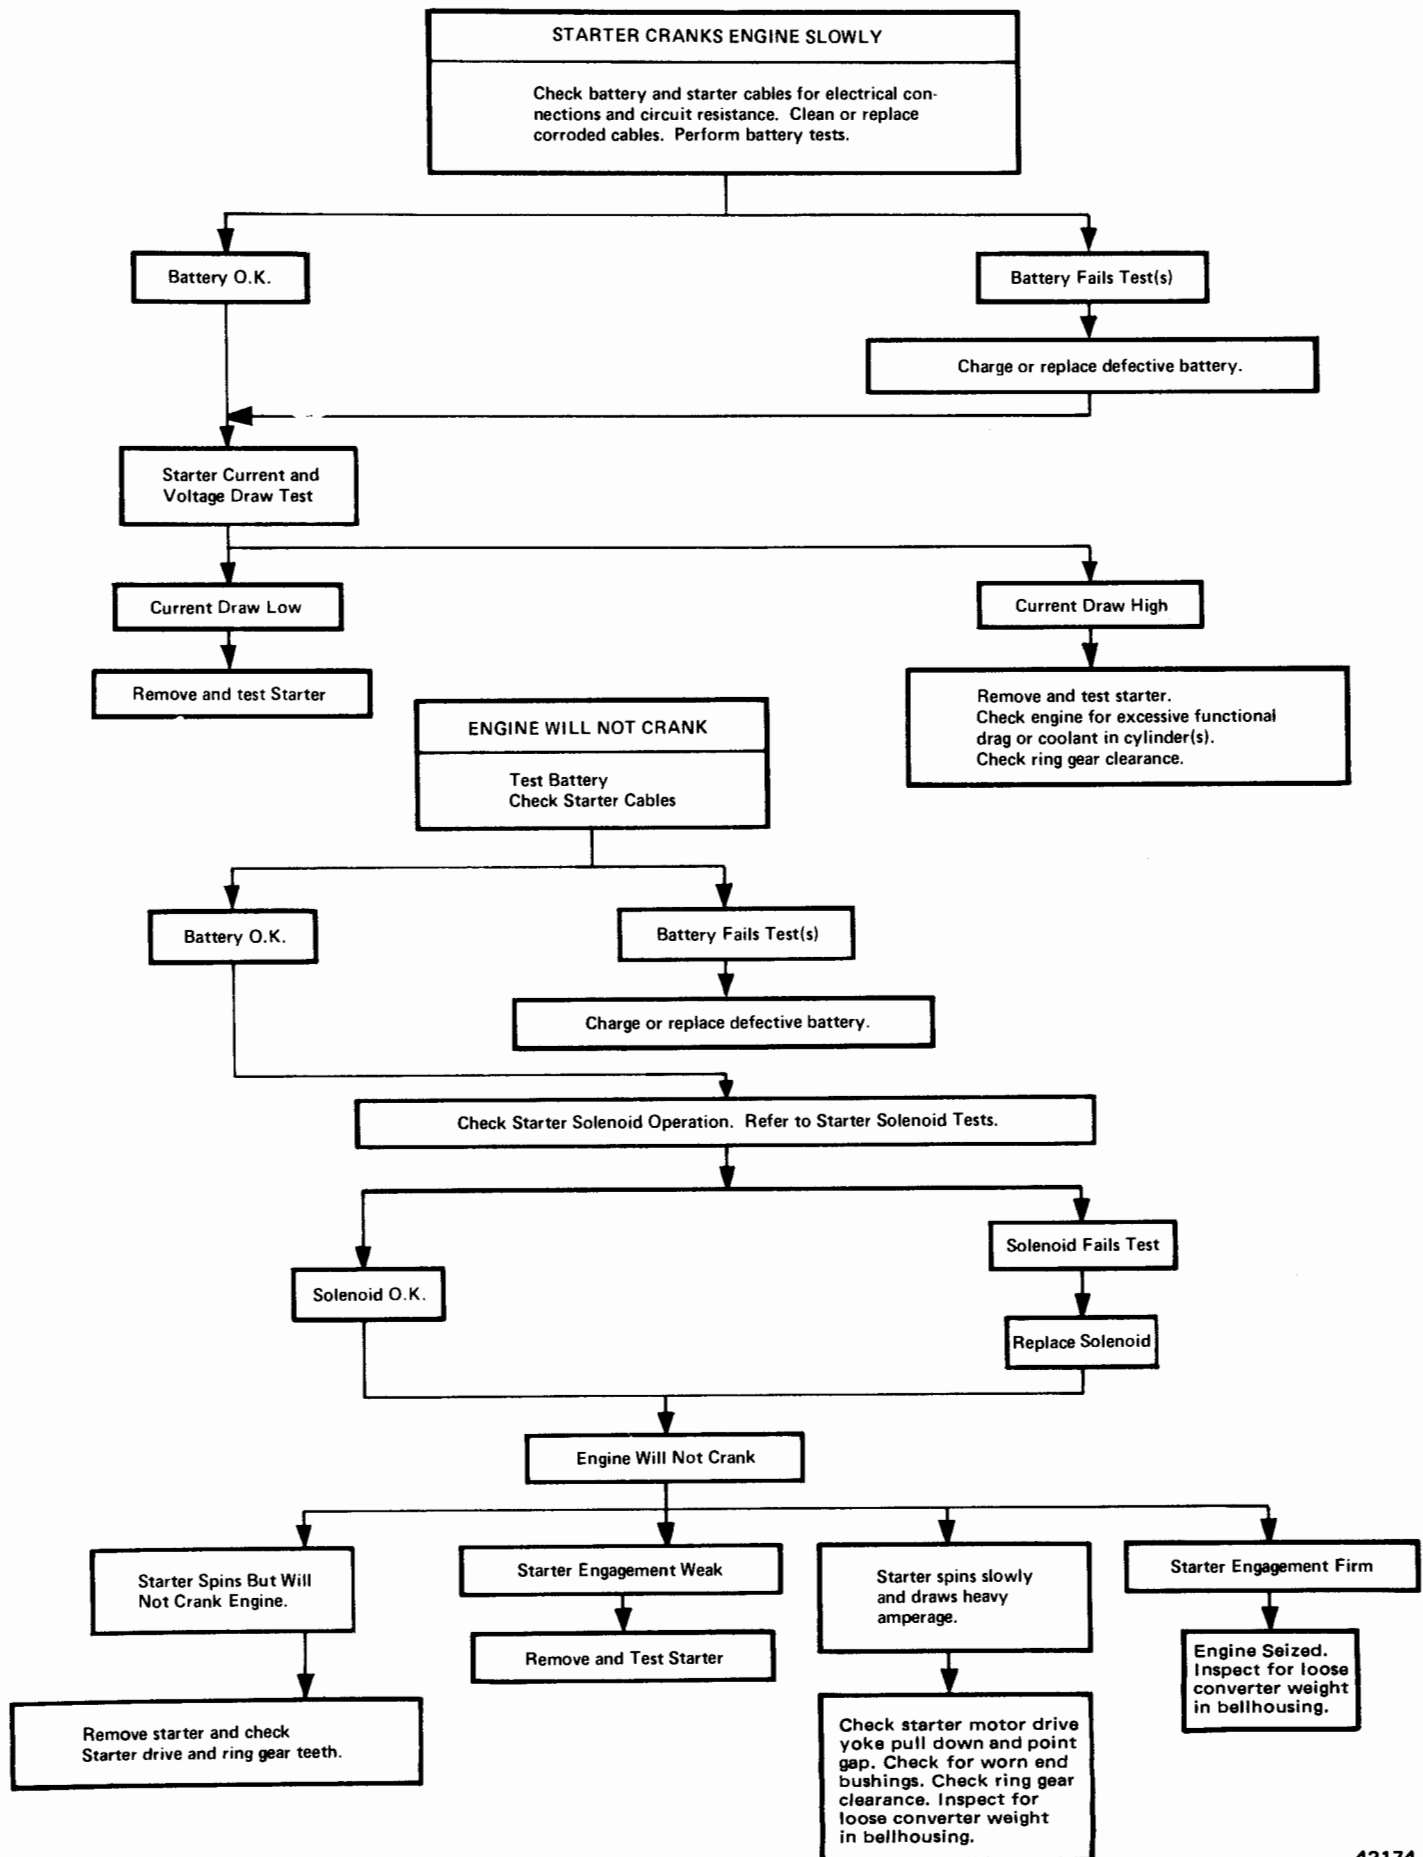 STARTER CRANKS ENGINE SLOWLY
Check battery and starter cables for electrical con-
nections and circuit resistance. Clean or replace
corroded cables. Perform battery tests.
Battery O.K.
Battery Fails Test(s)
Charge or replace defective battery.
Starter Current and
Voltage Draw Test
Current Draw Low
Current Draw High
Remove and test Starter
Remove and test starter.
Check engine for excessive functional
drag or coolant in cylinder(s).
Check ring gear clearance.
ENGINE WILL NOT CRANK
Test Battery
Check Starter Cables
Battery O.K.
Battery Fails Test(s)
Charge or replace defective battery.
Check Starter Solenoid Operation. Refer to Starter Solenoid Tests.
Solenoid Fails Test
Solenoid O.K.
Replace Solenoid
Engine Will Not Crank
Starter Spins But Will
Not Crank Engine.
Starter Engagement Weak
Starter spins slowly
and draws heavy
amperage.
Starter Engagement Firm
Remove starter and check
Starter drive and ring gear teeth.
Remove and Test Starter
Check starter motor drive
yoke pull down and point
gap. Check for worn end
bushings. Check ring gear
clearance. Inspect for
loose converter weight
in bellhousing.
Engine Seized.
Inspect for loose
converter weight
in bellhousing.